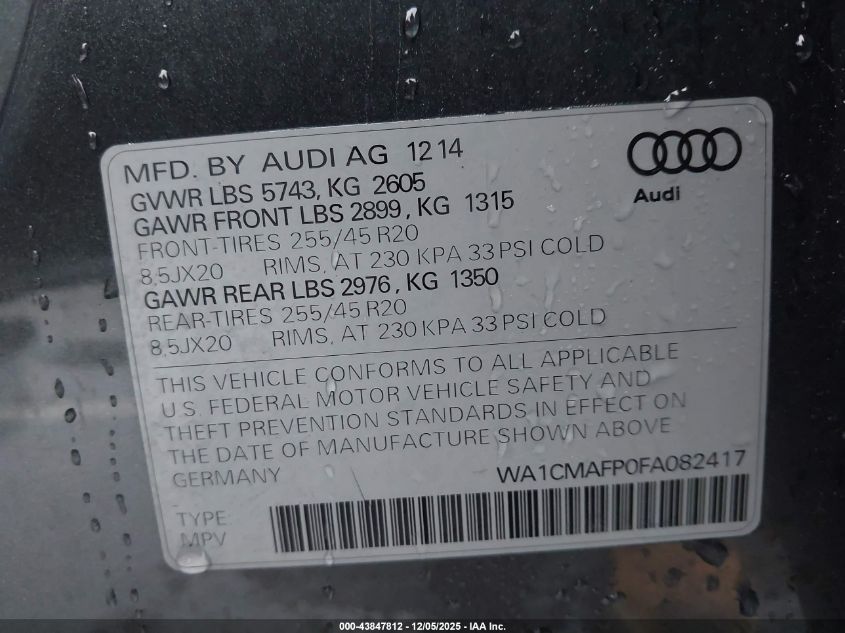 MFD. BY AUDI AG 12 14
GVWR LBS 5743, KG 2605
GAWR FRONT LBS 2899, KG 1315
FRONT-TIRES 255/45 R20
8,5JX20 RIMS, AT 230 KPA 33 PSI COLD
GAWR REAR LBS 2976, KG 1350
REAR-TIRES 255/45 R20
8,5JX20 RIMS, AT 230 KPA 33 PSI COLD
Audi
THIS VEHICLE CONFORMS TO ALL APPLICABLE
U.S. FEDERAL MOTOR VEHICLE SAFETY AND
THEFT PREVENTION STANDARDS IN EFFECT ON
THE DATE OF MANUFACTURE SHOWN ABOVE
GERMANY WA1CMAFP0FA082417
TYPE:
MPV
000-43847812 - 12/05/2025 - IAA Inc.